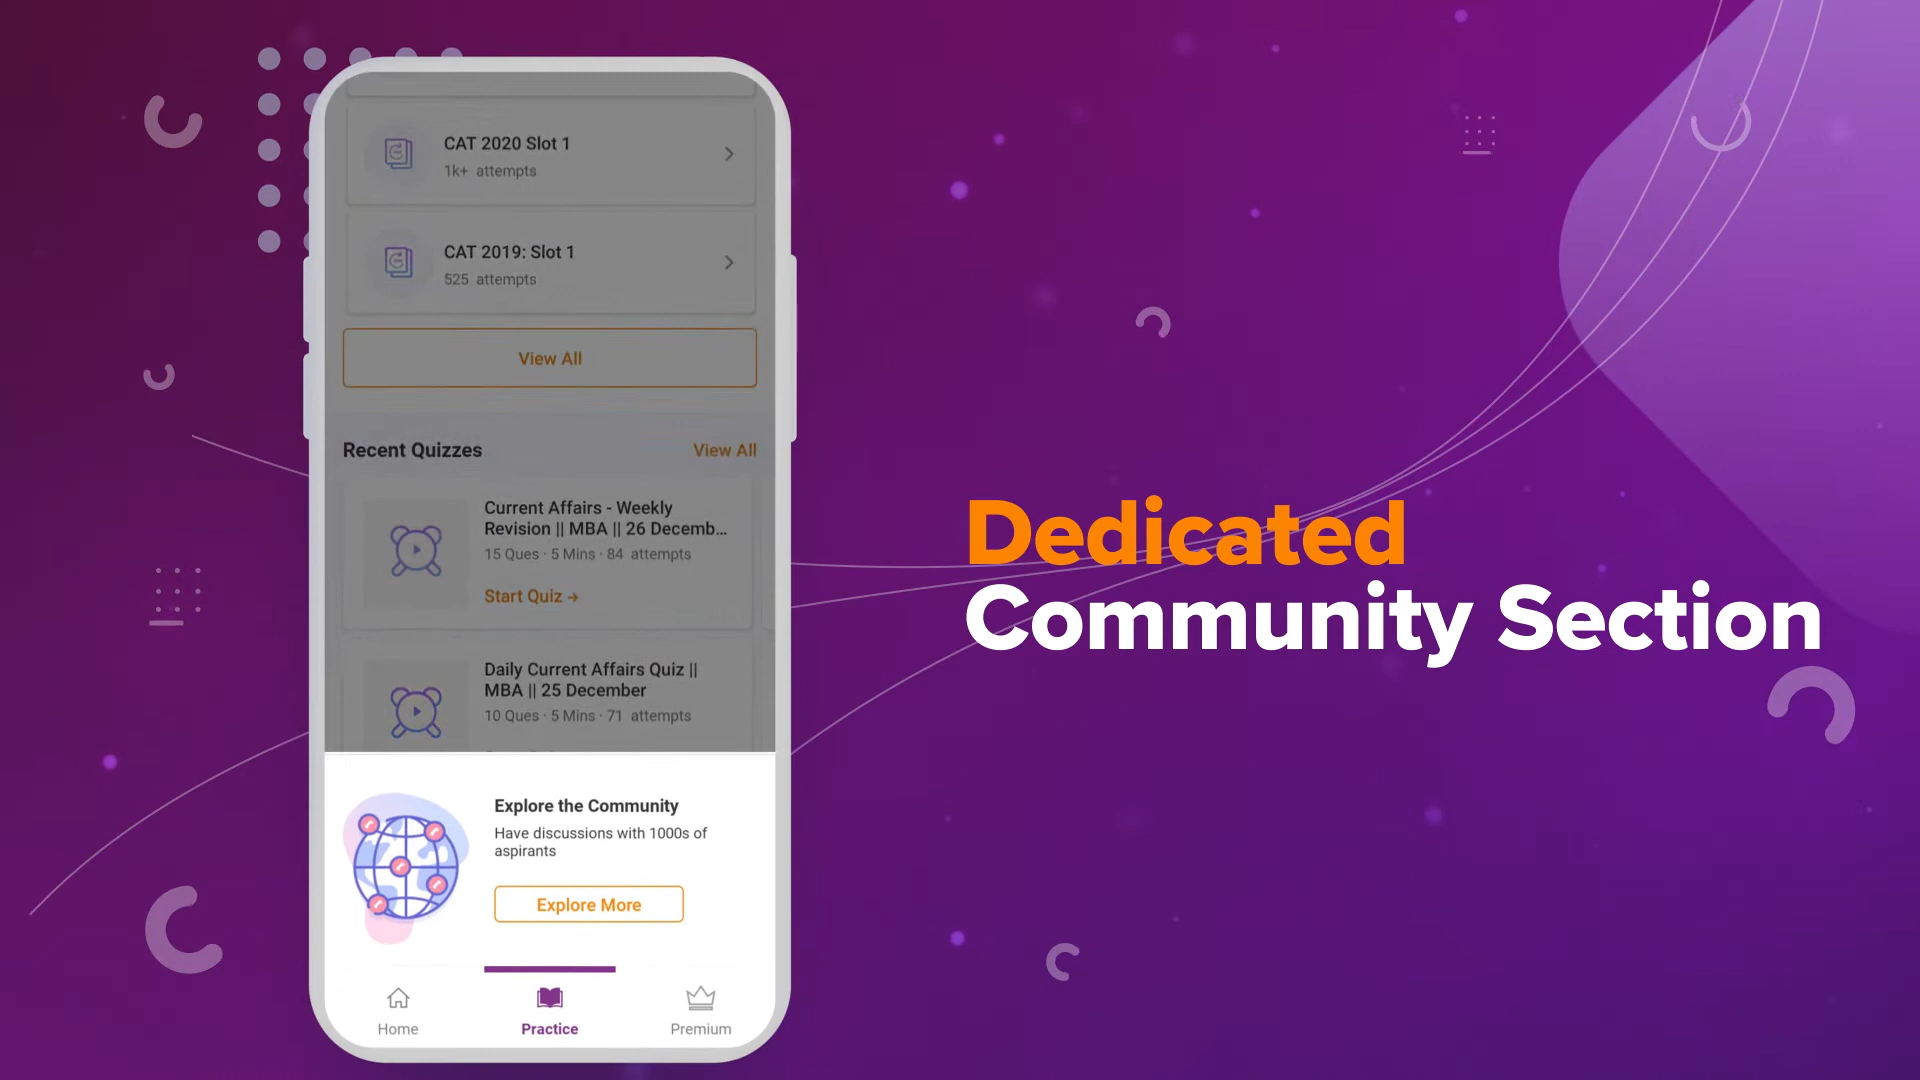 CAT 2020 Slot 1
1k+ attempts
CAT 2019: Slot 1
525 attempts
View All
Recent Quizzes
View All
Current Affairs - Weekly
Revision || MBA || 26 Decemb...
15 Ques · 5 Mins · 84 attempts
Start Quiz →
Daily Current Affairs Quiz ||
MBA || 25 December
10 Ques · 5 Mins · 71 attempts
Explore the Community
Have discussions with 1000s of
aspirants
Explore More
Home
Practice
Premium
Dedicated
Community Section